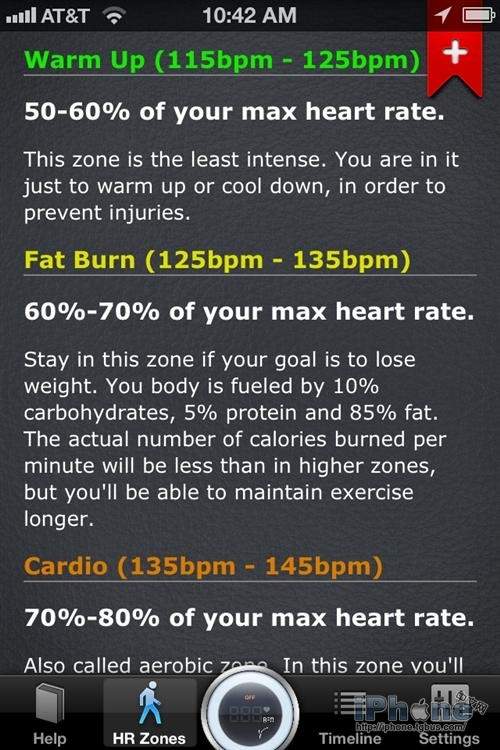 AT&T 10:42 AM
Warm Up (115bpm - 125bpm)
50-60% of your max heart rate.
This zone is the least intense. You are in it
just to warm up or cool down, in order to
prevent injuries.
Fat Burn (125bpm - 135bpm)
60%-70% of your max heart rate.
Stay in this zone if your goal is to lose
weight. You body is fueled by 10%
carbohydrates, 5% protein and 85% fat.
The actual number of calories burned per
minute will be less than in higher zones,
but you'll be able to maintain exercise
longer.
Cardio (135bpm - 145bpm)
70%-80% of your max heart rate.
Also called aerobic zone. In this zone you'll
OFF
iPhone
http://iphone.tgbus.com/
Help HR Zones Timeline Settings